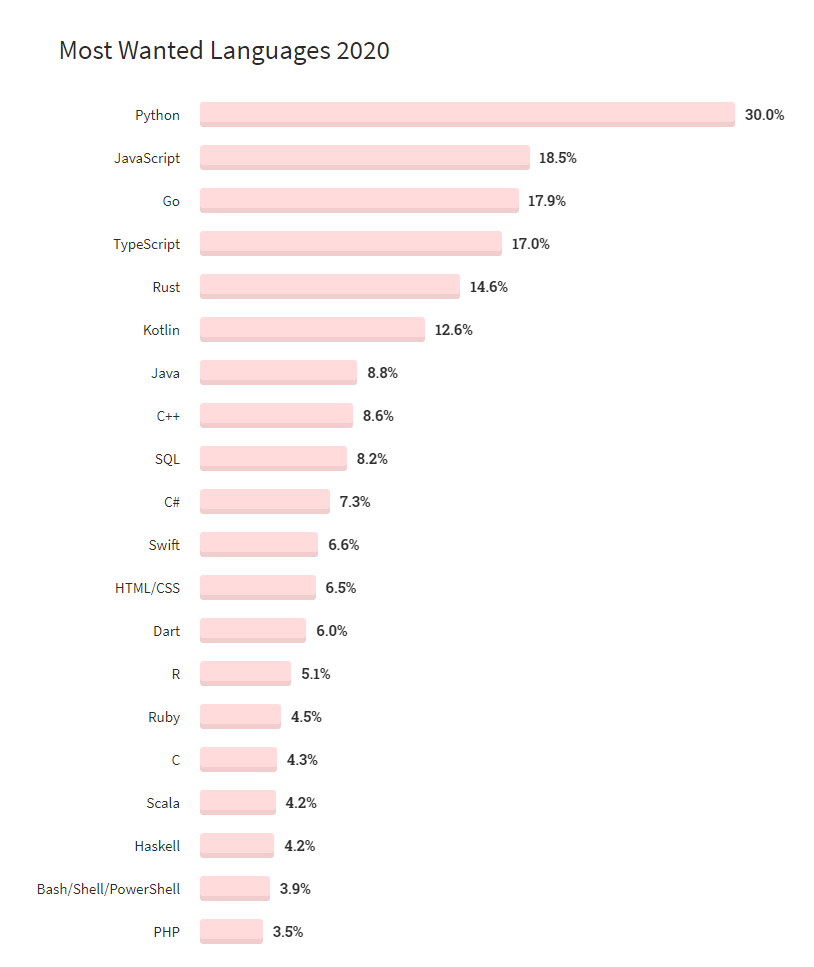 Most Wanted Languages 2020
Python 30.0%
JavaScript 18.5%
Go 17.9%
TypeScript 17.0%
Rust 14.6%
Kotlin 12.6%
Java 8.8%
C++ 8.6%
SQL 8.2%
C# 7.3%
Swift 6.6%
HTML/CSS 6.5%
Dart 6.0%
R 5.1%
Ruby 4.5%
C 4.3%
Scala 4.2%
Haskell 4.2%
Bash/Shell/PowerShell 3.9%
PHP 3.5%